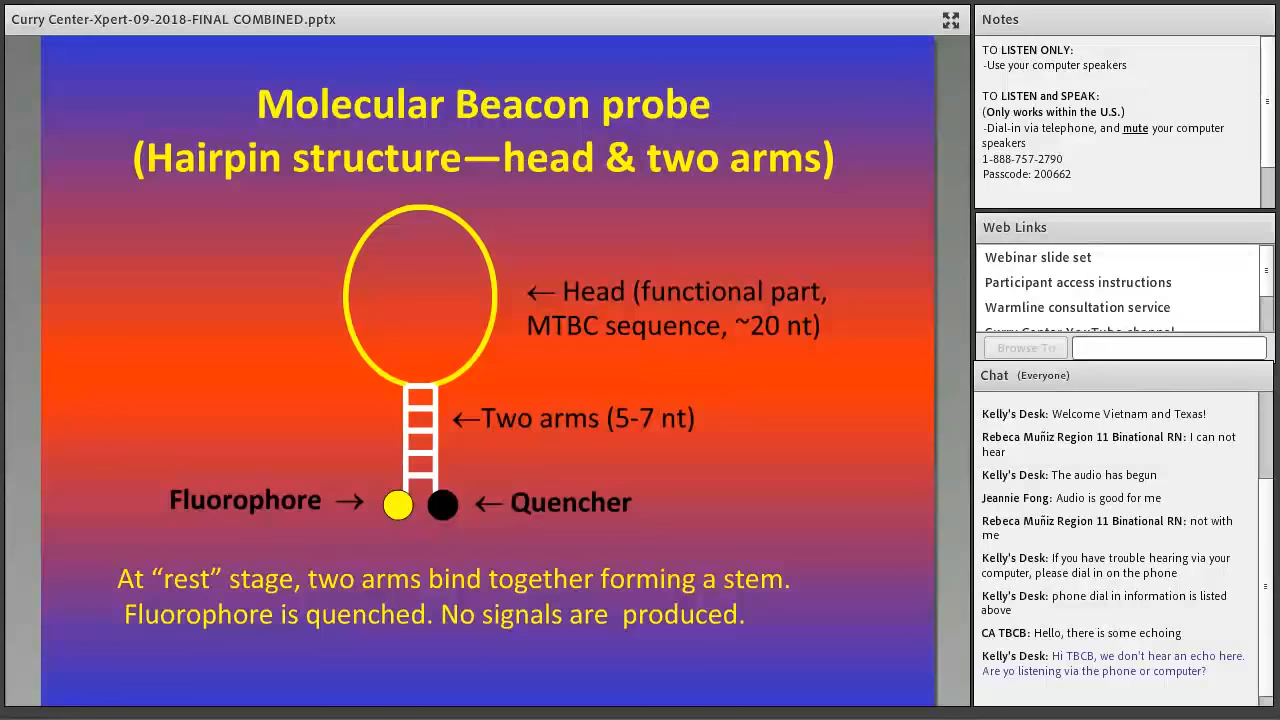 Curry Center-Xpert-09-2018-FINAL COMBINED.pptx
Molecular Beacon probe
(Hairpin structure—head & two arms)
← Head (functional part,
MTBC sequence, ~20 nt)
←Two arms (5-7 nt)
Fluorophore →
← Quencher
At “rest” stage, two arms bind together forming a stem.
Fluorophore is quenched. No signals are produced.
Notes
TO LISTEN ONLY:
-Use your computer speakers
TO LISTEN and SPEAK:
(Only works within the U.S.)
-Dial-in via telephone, and mute your computer
speakers
1-888-757-2790
Passcode: 200662
Web Links
Webinar slide set
Participant access instructions
Warmline consultation service
Curry Center YouTube channel
Browse To
Chat (Everyone)
Kelly's Desk: Welcome Vietnam and Texas!
Rebeca Muñiz Region 11 Binational RN: I can not
hear
Kelly's Desk: The audio has begun
Jeannie Fong: Audio is good for me
Rebeca Muñiz Region 11 Binational RN: not with
me
Kelly's Desk: If you have trouble hearing via your
computer, please dial in on the phone
Kelly's Desk: phone dial in information is listed
above
CA TBCB: Hello, there is some echoing
Kelly's Desk: Hi TBCB, we don't hear an echo here.
Are yo listening via the phone or computer?